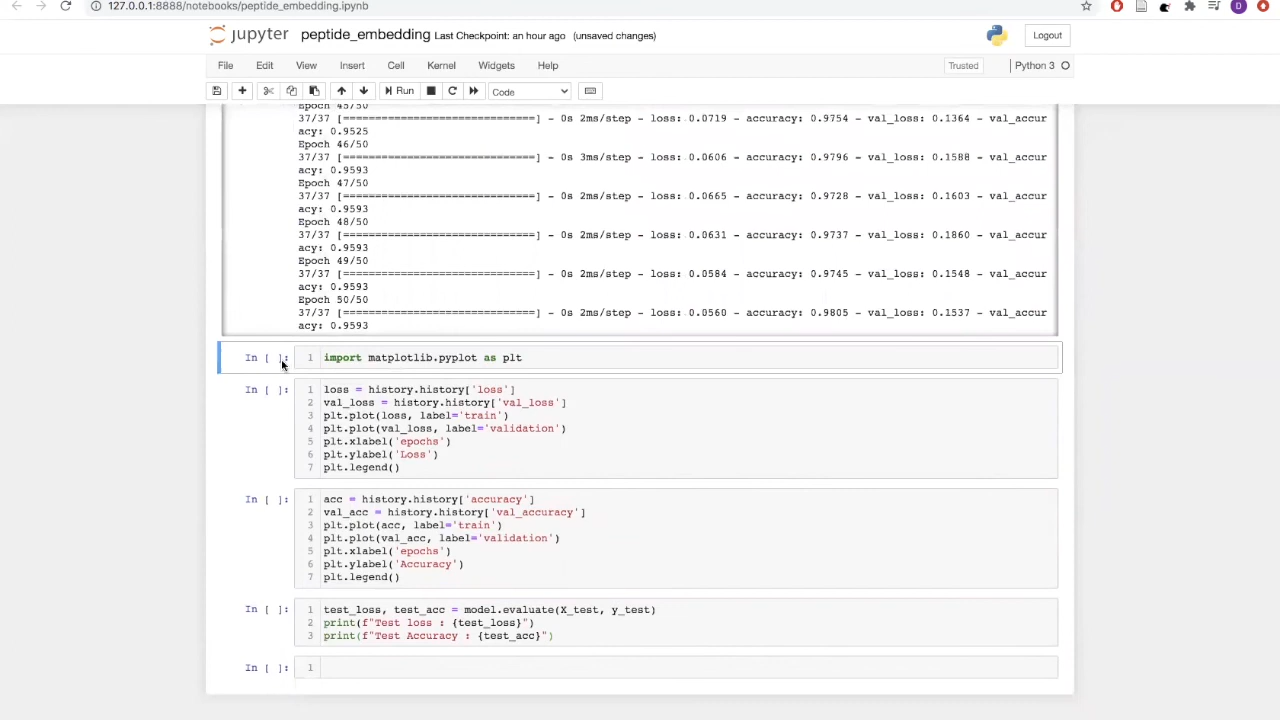 127.0.0.1:8888/notebooks/peptide_embedding.ipynb
D
jupyter peptide_embedding Last Checkpoint: an hour ago (unsaved changes)
Logout
File Edit View Insert Cell Kernel Widgets Help Trusted Python 3
Run Code
Epoch 45/50
37/37 [==============================] - 0s 2ms/step - loss: 0.0719 - accuracy: 0.9754 - val_loss: 0.1364 - val_accur
acy: 0.9525
Epoch 46/50
37/37 [==============================] - 0s 3ms/step - loss: 0.0606 - accuracy: 0.9796 - val_loss: 0.1588 - val_accur
acy: 0.9593
Epoch 47/50
37/37 [==============================] - 0s 2ms/step - loss: 0.0665 - accuracy: 0.9728 - val_loss: 0.1603 - val_accur
acy: 0.9593
Epoch 48/50
37/37 [==============================] - 0s 2ms/step - loss: 0.0631 - accuracy: 0.9737 - val_loss: 0.1860 - val_accur
acy: 0.9593
Epoch 49/50
37/37 [==============================] - 0s 2ms/step - loss: 0.0584 - accuracy: 0.9745 - val_loss: 0.1548 - val_accur
acy: 0.9593
Epoch 50/50
37/37 [==============================] - 0s 2ms/step - loss: 0.0560 - accuracy: 0.9805 - val_loss: 0.1537 - val_accur
acy: 0.9593
In [ ]: 1 import matplotlib.pyplot as plt
In [ ]: 1 loss = history.history['loss']
2 val_loss = history.history['val_loss']
3 plt.plot(loss, label='train')
4 plt.plot(val_loss, label='validation')
5 plt.xlabel('epochs')
6 plt.ylabel('Loss')
7 plt.legend()
In [ ]: 1 acc = history.history['accuracy']
2 val_acc = history.history['val_accuracy']
3 plt.plot(acc, label='train')
4 plt.plot(val_acc, label='validation')
5 plt.xlabel('epochs')
6 plt.ylabel('Accuracy')
7 plt.legend()
In [ ]: 1 test_loss, test_acc = model.evaluate(X_test, y_test)
2 print(f"Test loss : {test_loss}")
3 print(f"Test Accuracy : {test_acc}")
In [ ]: 1